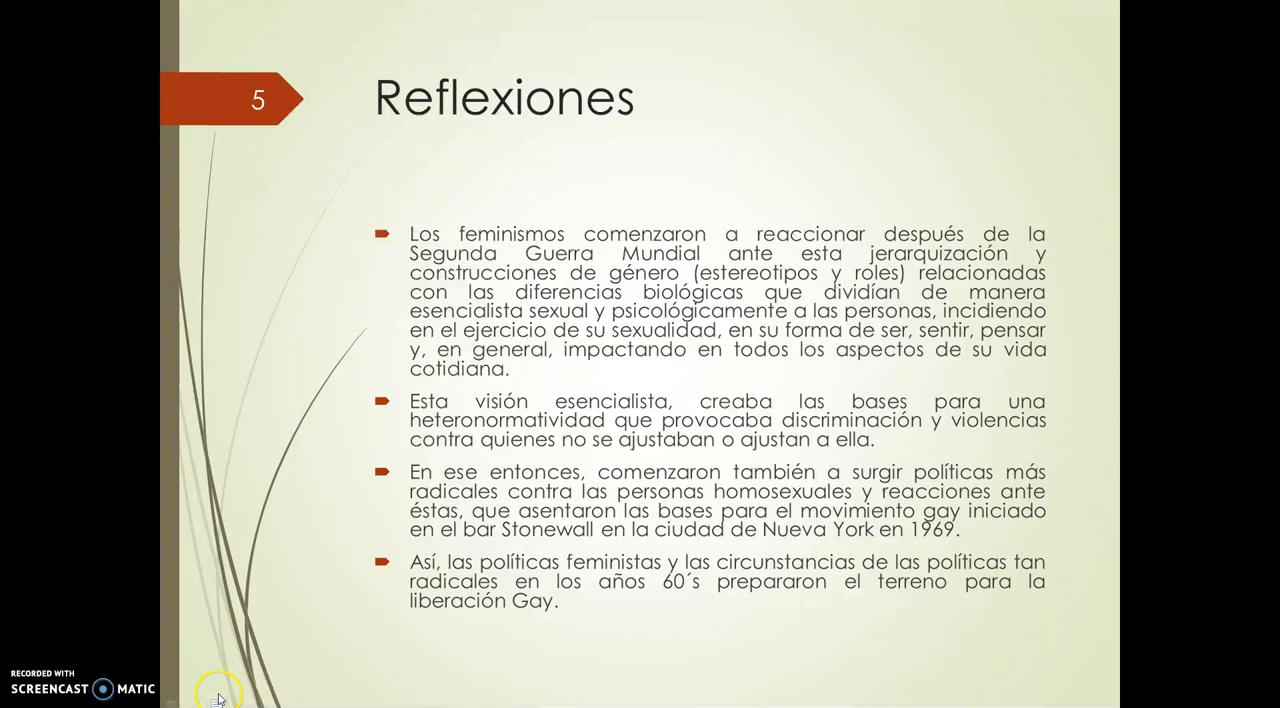 5
Reflexiones
Los feminismos comenzaron a reaccionar después de la
Segunda Guerra Mundial ante esta jerarquización y
construcciones de género (estereotipos y roles) relacionadas
con las diferencias biológicas que dividían de manera
esencialista sexual y psicológicamente a las personas, incidiendo
en el ejercicio de su sexualidad, en su forma de ser, sentir, pensar
y, en general, impactando en todos los aspectos de su vida
cotidiana.
Esta visión esencialista, creaba las bases para una
heteronormatividad que provocaba discriminación y violencias
contra quienes no se ajustaban o ajustan a ella.
En ese entonces, comenzaron también a surgir políticas más
radicales contra las personas homosexuales y reacciones ante
éstas, que asentaron las bases para el movimiento gay iniciado
en el bar Stonewall en la ciudad de Nueva York en 1969.
Así, las políticas feministas y las circunstancias de las políticas tan
radicales en los años 60´s prepararon el terreno para la
liberación Gay.
RECORDED WITH
SCREENCAST MATIC